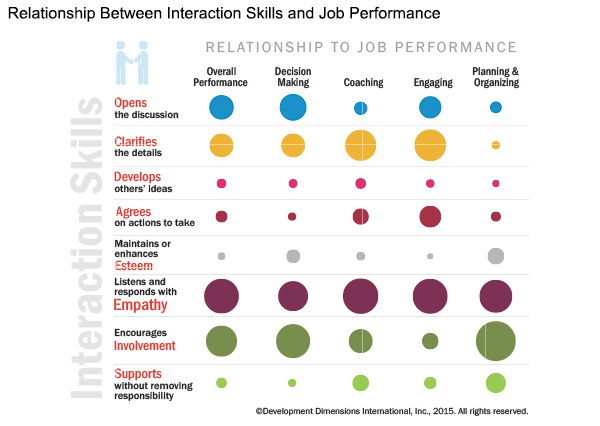 Relationship Between Interaction Skills and Job Performance
RELATIONSHIP TO JOB PERFORMANCE
Overall
Performance
Decision
Making
Coaching
Engaging
Planning &
Organizing
Interaction Skills
Opens
the discussion
Clarifies
the details
Develops
others' ideas
Agrees
on actions to take
Maintains or
enhances
Esteem
Listens and
responds with
Empathy
Encourages
Involvement
Supports
without removing
responsibility
©Development Dimensions International, Inc., 2015. All rights reserved.